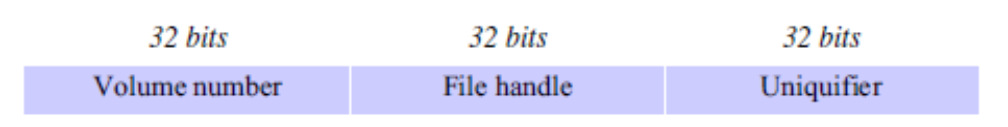 32 bits 32 bits 32 bits
Volume number File handle Uniquifier